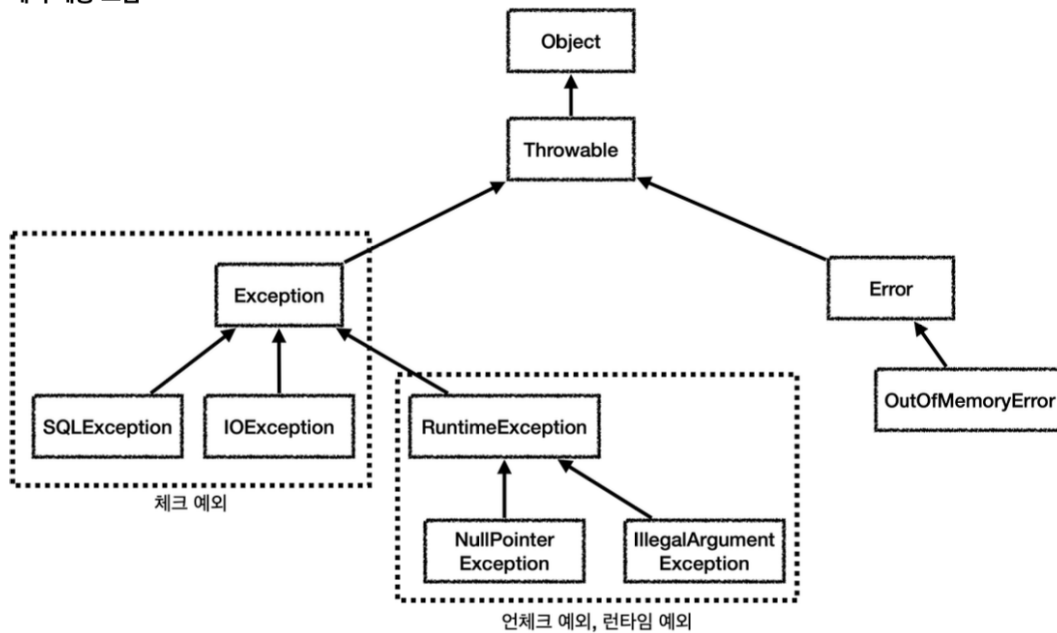 Object
Throwable
Exception
Error
SQLException
IOException
RuntimeException
OutOfMemoryError
체크 예외
NullPointer
Exception
IllegalArgument
Exception
언체크 예외, 런타임 예외